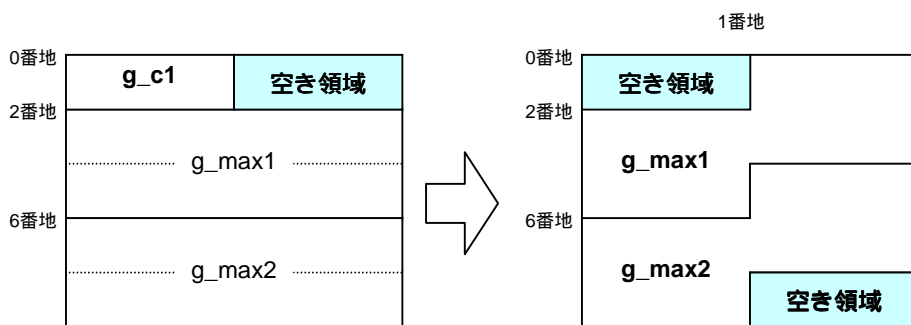 0番地
g_c1
空き領域
2番地
g_max1
6番地
g_max2
1番地
0番地
空き領域
2番地
g_max1
6番地
g_max2
空き領域